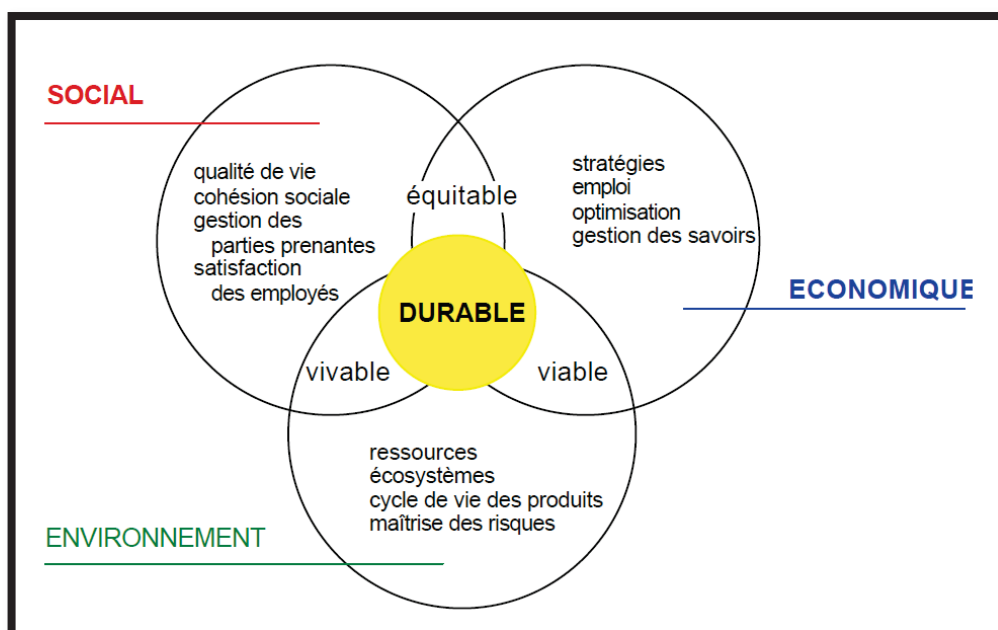 SOCIAL
qualité de vie
cohésion sociale
gestion des
parties prenantes
satisfaction
des employés
équitable
stratégies
emploi
optimisation
gestion des savoirs
ECONOMIQUE
DURABLE
vivable
viable
ressources
écosystèmes
cycle de vie des produits
maîtrise des risques
ENVIRONNEMENT